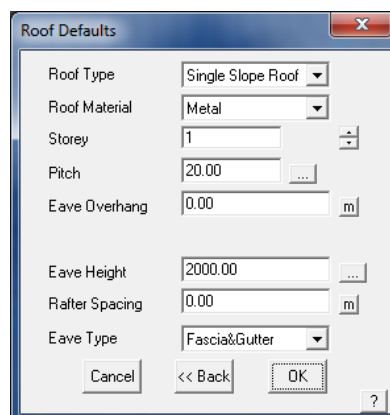 Roof Defaults
Roof Type Single Slope Roof
Roof Material Metal
Storey 1
Pitch 20.00 ...
Eave Overhang 0.00 m
Eave Height 2000.00 ...
Rafter Spacing 0.00 m
Eave Type Fascia&Gutter
Cancel << Back OK
?